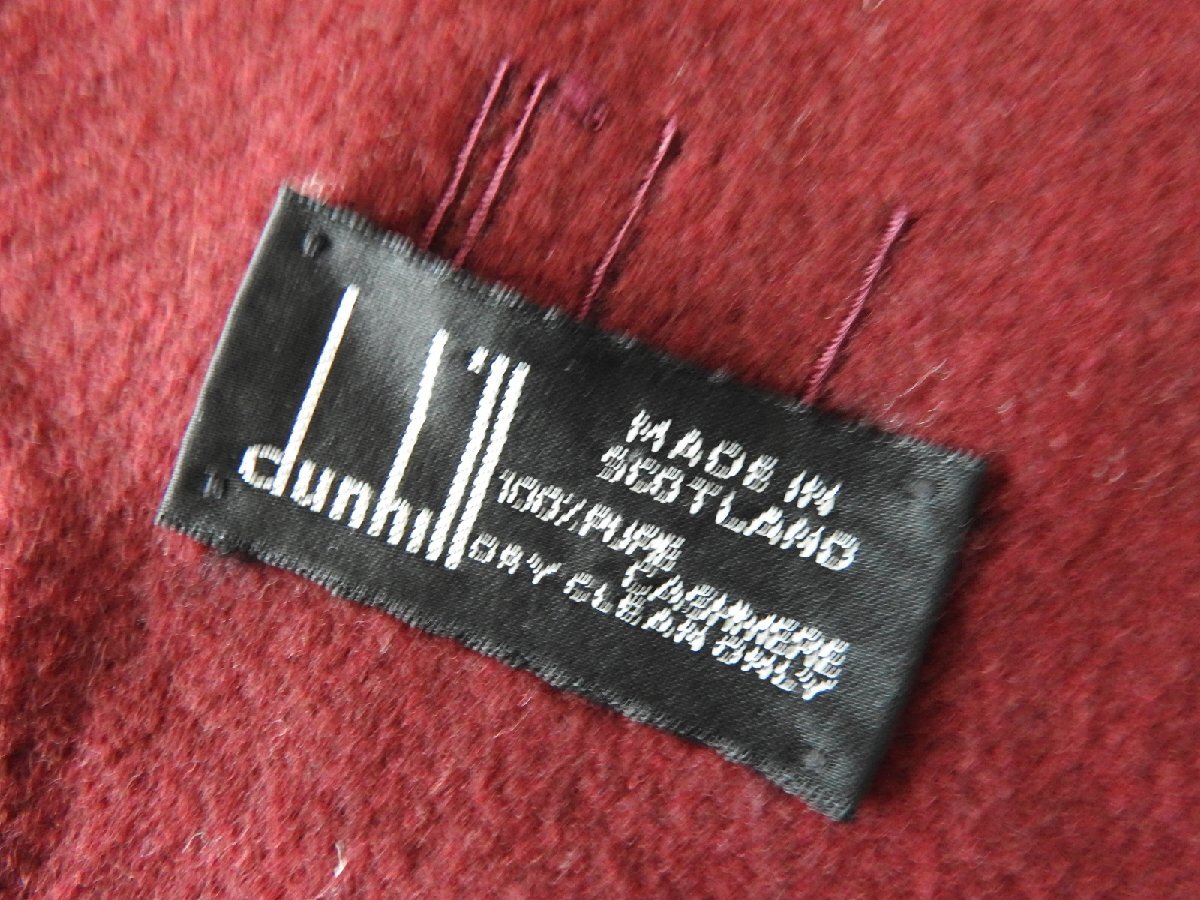 dunhill
MADE IN
SCOTLAND
100% PURE
CASHMERE
DRY CLEAN ONLY